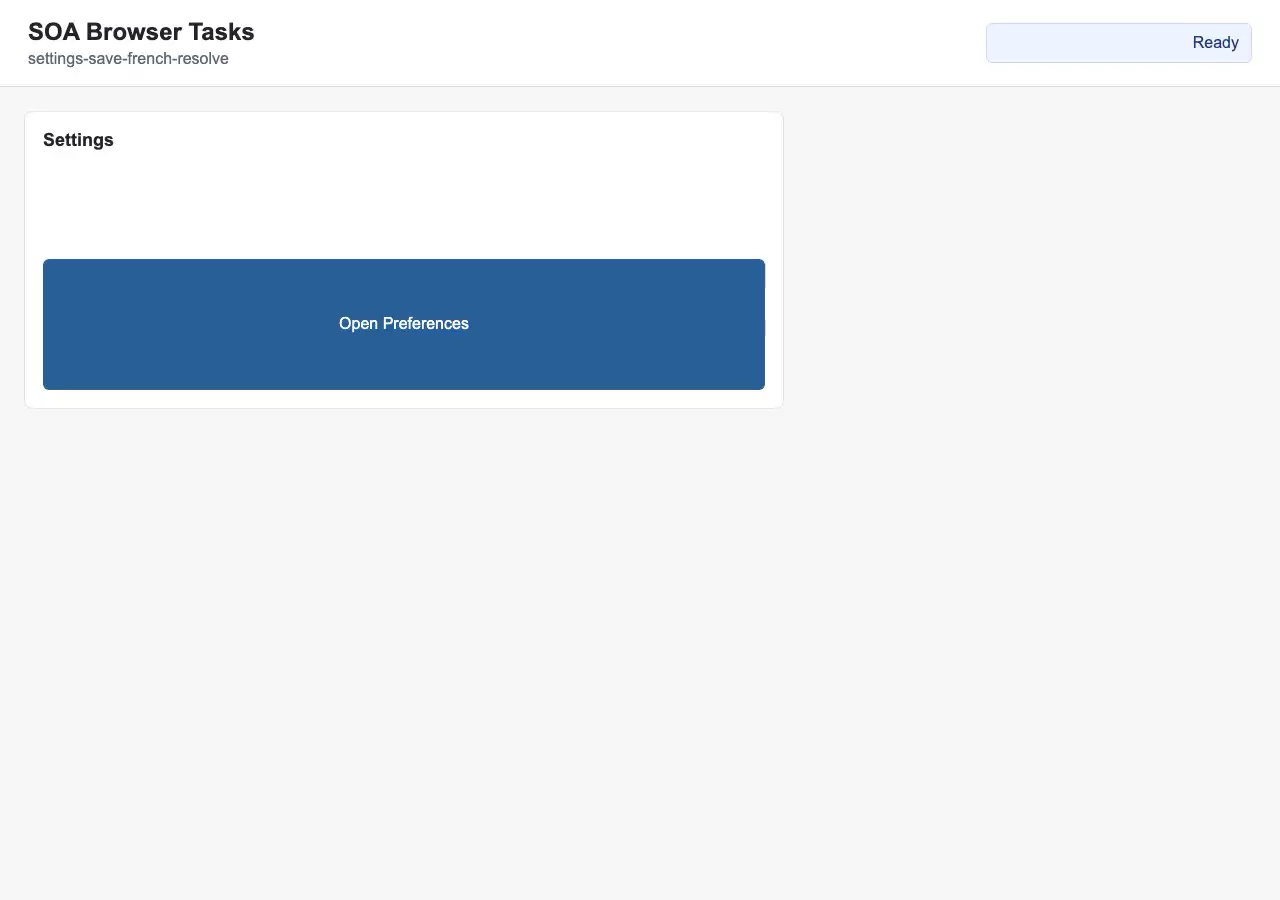 SOA Browser Tasks
settings-save-french-resolve
Ready
Settings
Open Preferences